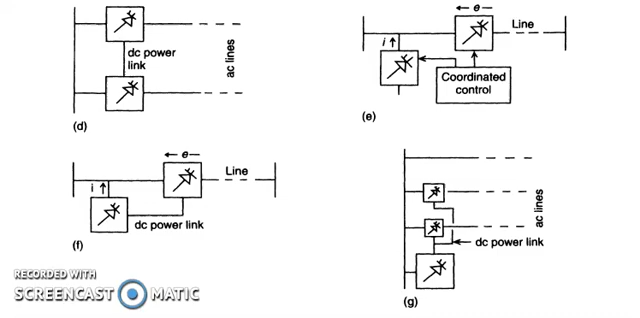 dc power
link
ac lines
(d)
e
Line
i
Coordinated
control
(e)
e
Line
i
dc power link
(f)
ac lines
dc power link
(g)
RECORDED WITH
SCREENCAST MATIC